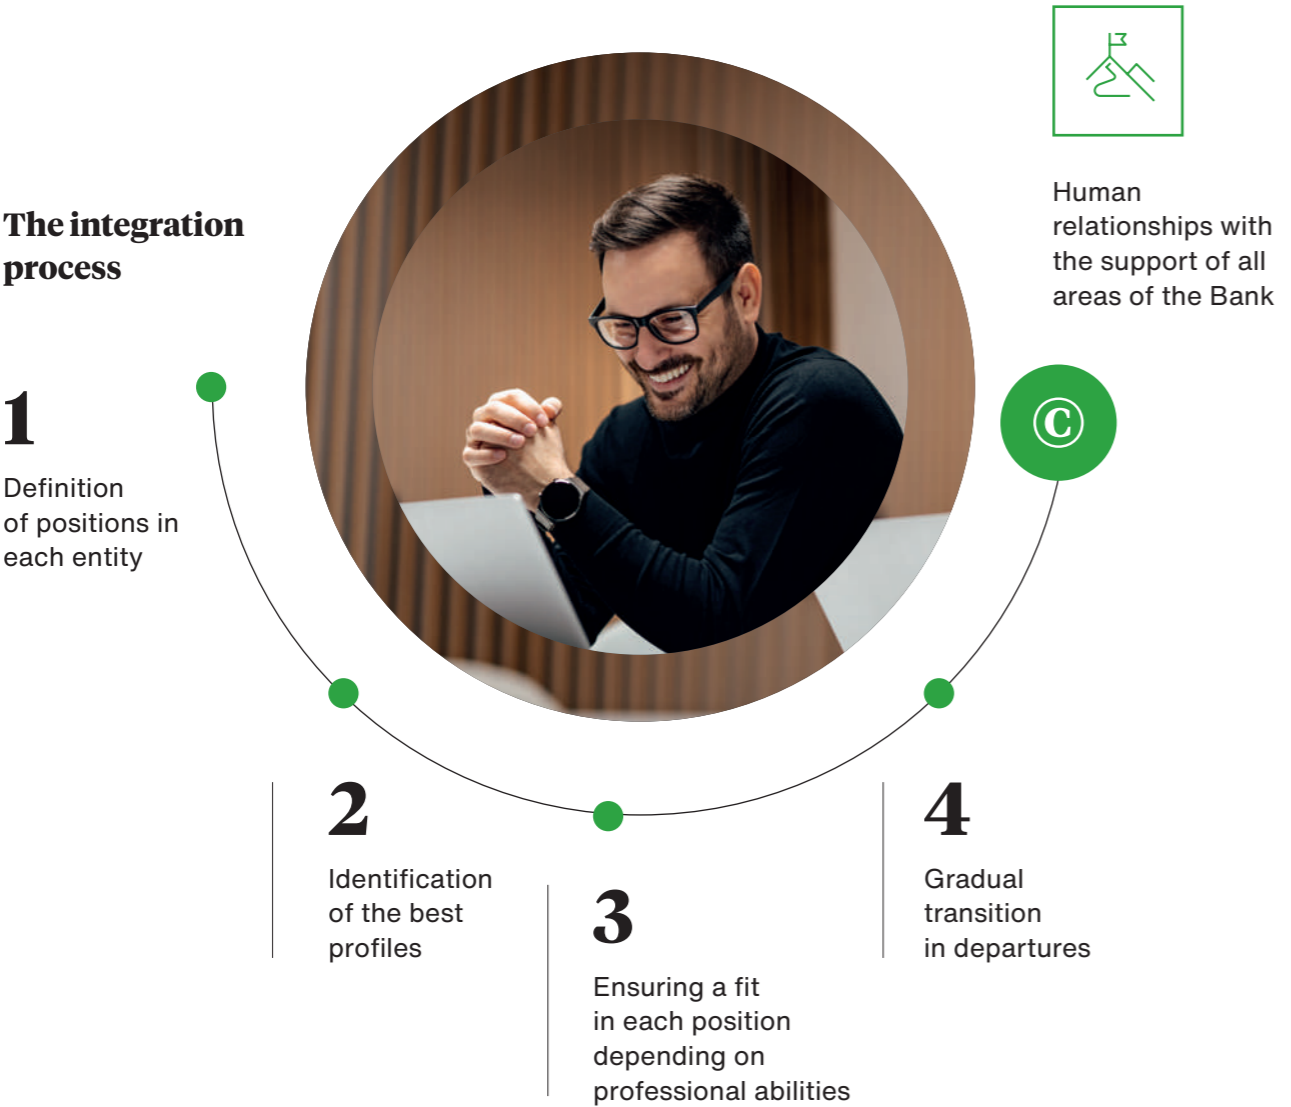 The integration
process
1
Definition
of positions in
each entity
2
Identification
of the best
profiles
3
Ensuring a fit
in each position
depending on
professional abilities
4
Gradual
transition
in departures
©
Human
relationships with
the support of all
areas of the Bank